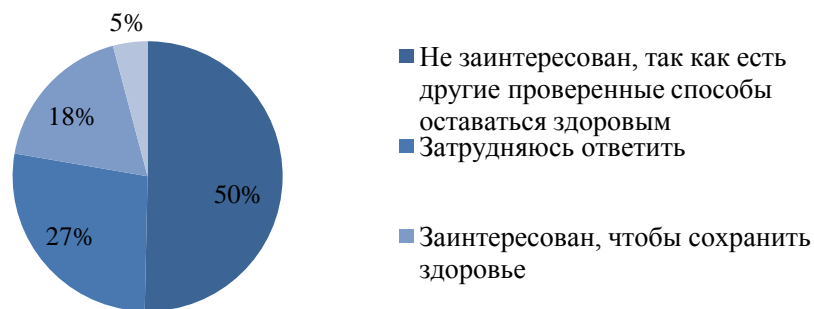 5%
18%
50%
27%
Не заинтересован, так как есть
другие проверенные способы
оставаться здоровым
Затрудняюсь ответить
Заинтересован, чтобы сохранить
здоровье